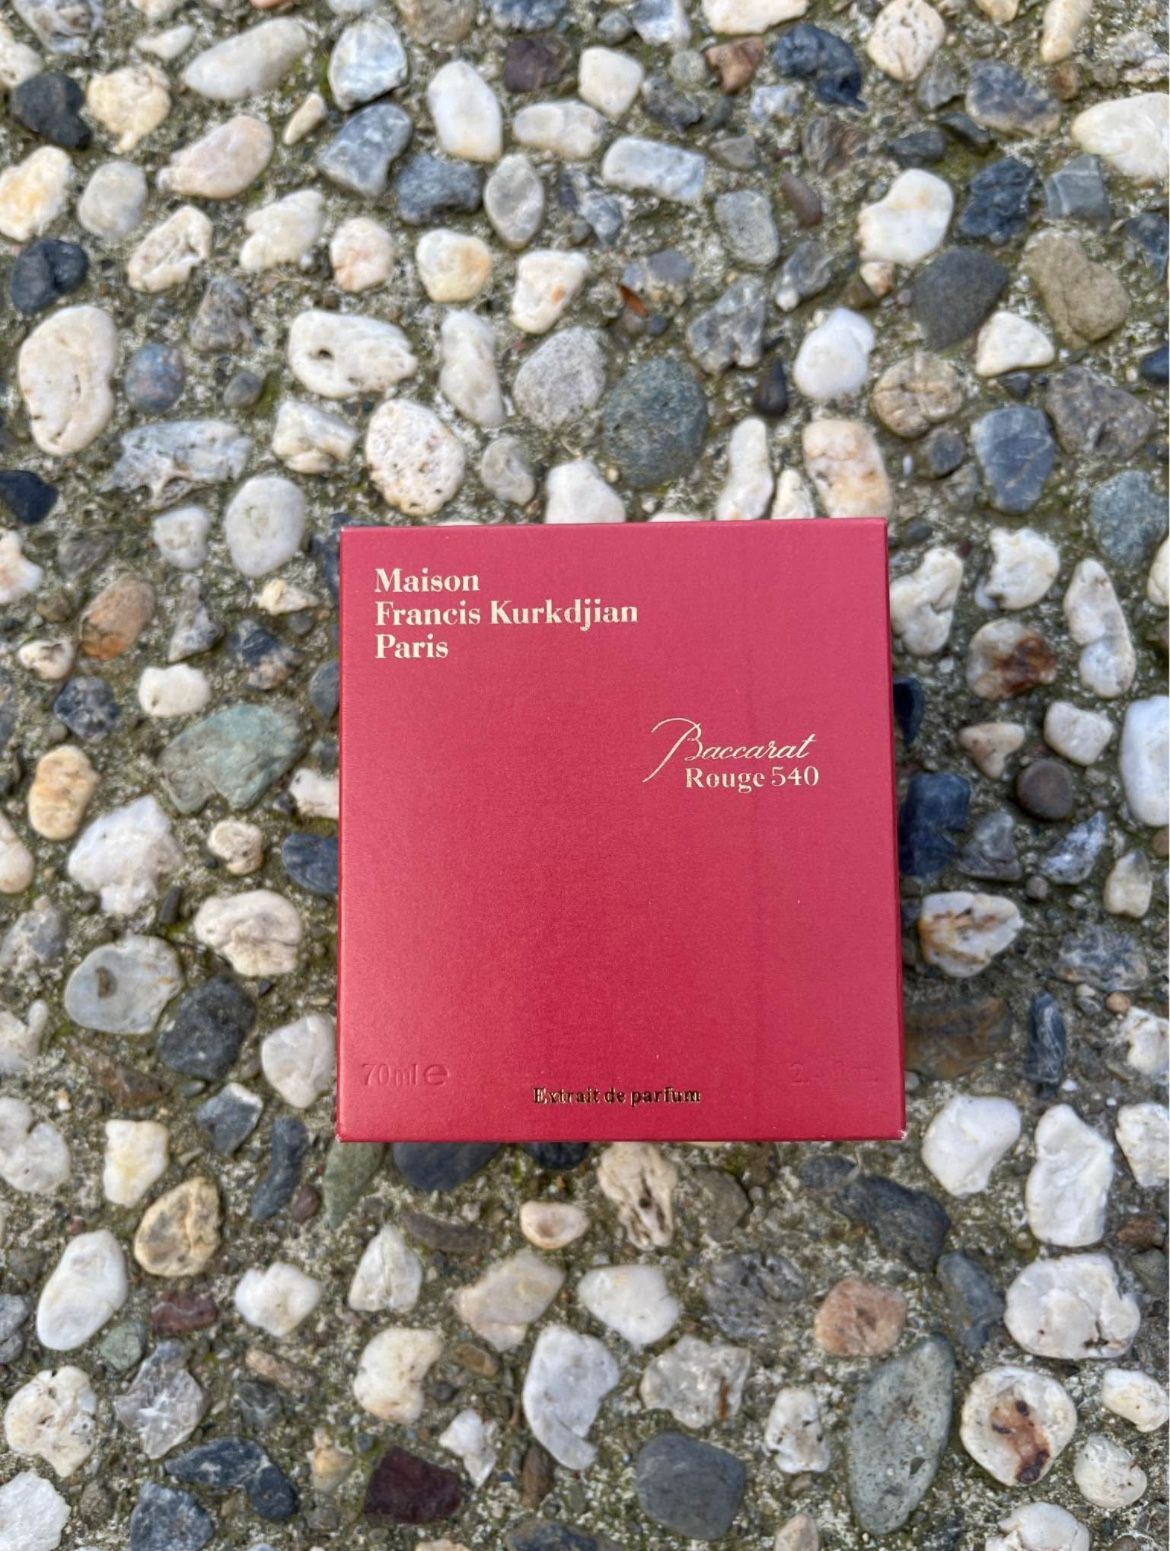 Maison
Francis Kurkdjian
Paris
Baccarat
Rouge 540
70ml e
Extrait de parfum